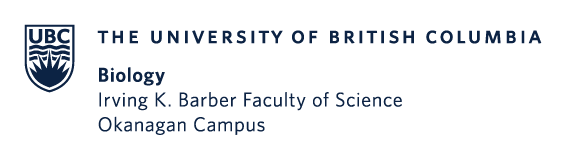 UBC
THE UNIVERSITY OF BRITISH COLUMBIA
Biology
Irving K. Barber Faculty of Science
Okanagan Campus